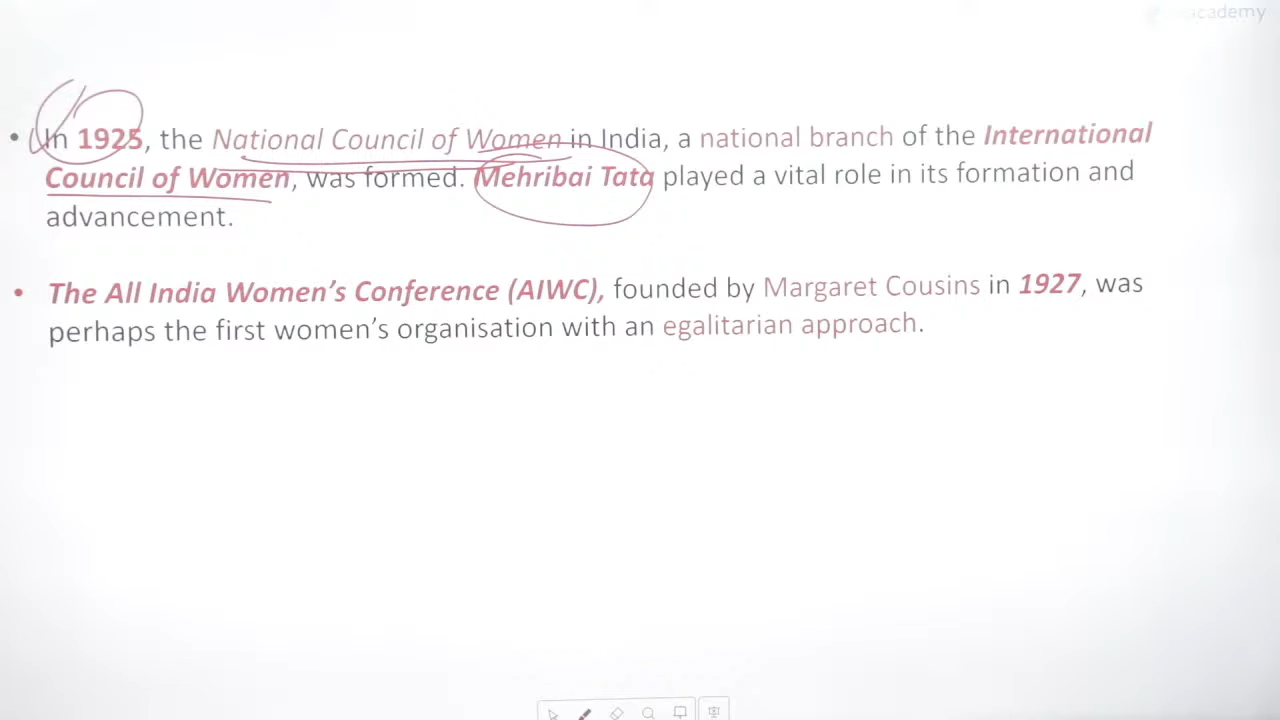 academy
• In 1925, the National Council of Women in India, a national branch of the International
Council of Women, was formed. Mehribai Tata played a vital role in its formation and
advancement.
• The All India Women’s Conference (AIWC), founded by Margaret Cousins in 1927, was
perhaps the first women’s organisation with an egalitarian approach.